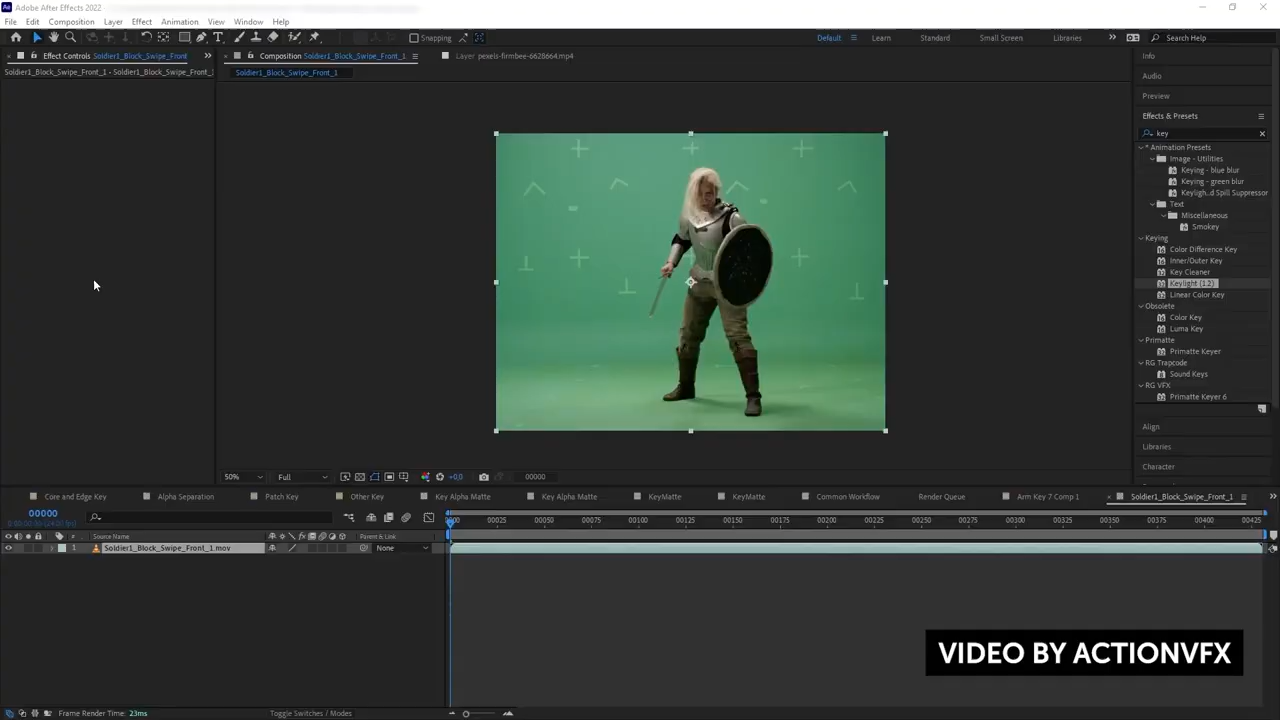 Adobe After Effects 2022
File Edit Composition Layer Effect Animation View Window Help
Snapping
Default Learn Standard Small Screen Libraries Search Help
Effect Controls Soldier1_Block_Swipe_Front
Composition Soldier1_Block_Swipe_Front_1
Layer pexels-firmbee-6628664.mp4
Soldier1_Block_Swipe_Front_1 • Soldier1_Block_Swipe_Front_1
Soldier1_Block_Swipe_Front_1
Info
Audio
Preview
Effects & Presets
key
* Animation Presets
Image - Utilities
Keying - blue blur
Keying - green blur
Keyligh...d Spill Suppressor
Text
Miscellaneous
Smokey
Keying
Color Difference Key
Inner/Outer Key
Key Cleaner
Keylight (1.2)
Linear Color Key
Obsolete
Color Key
Luma Key
Primatte
Primatte Keyer
RG Trapcode
Sound Keys
RG VFX
Primatte Keyer 6
Align
Libraries
Character
50% Full +0,0 00000
Core and Edge Key Alpha Separation Patch Key Other Key Key Alpha Matte Key Alpha Matte KeyMatte KeyMatte Common Workflow Render Queue Arm Key 7 Comp 1 Soldier1_Block_Swipe_Front_1
00000
00025 00050 00075 00100 00125 00150 00175 00200 00225 00250 00275 00300 00325 00350 00375 00400 00425
# Source Name Parent & Link
1 Soldier1_Block_Swipe_Front_1.mov None
VIDEO BY ACTIONVFX
Frame Render Time: 23ms
Toggle Switches / Modes